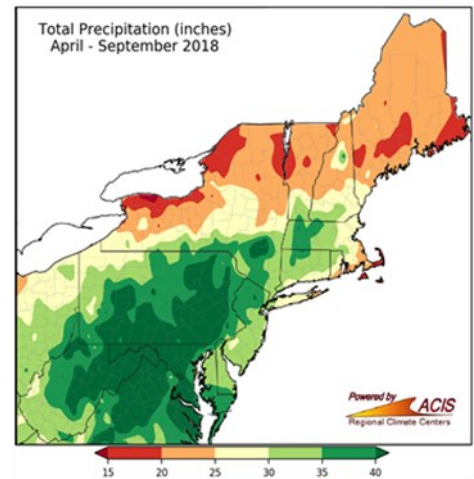 Total Precipitation (inches)
April - September 2018
Powered by
ACIS
Regional Climate Centers
15 20 25 30 35 40